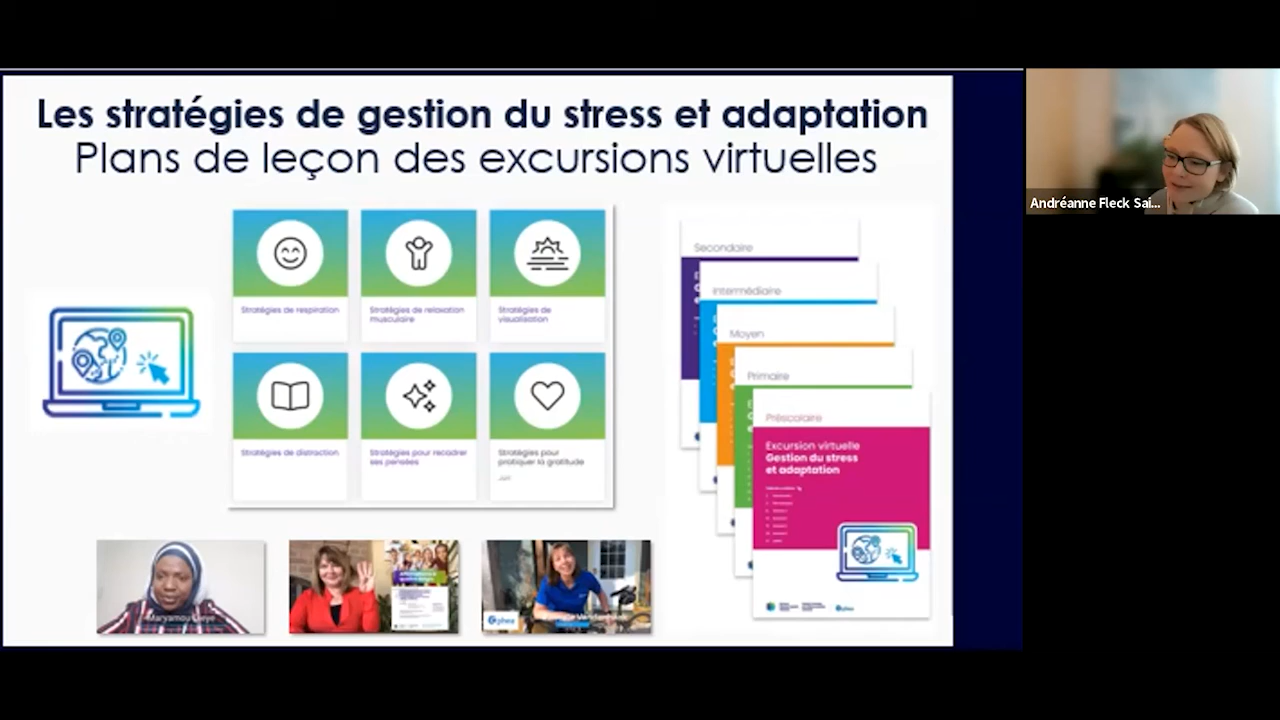 Les stratégies de gestion du stress et adaptation
Plans de leçon des excursions virtuelles
Stratégies de respiration
Stratégies de relaxation
musculaire
Stratégies de
visualisation
Stratégies de distraction
Stratégies pour recadrer
ses pensées
Stratégies pour
pratiquer la gratitude
Secondaire
Intermédiaire
Moyen
Primaire
Préscolaire
Excursion virtuelle
Gestion du stress
et adaptation
Ophea
Andréanne Fleck Sai...